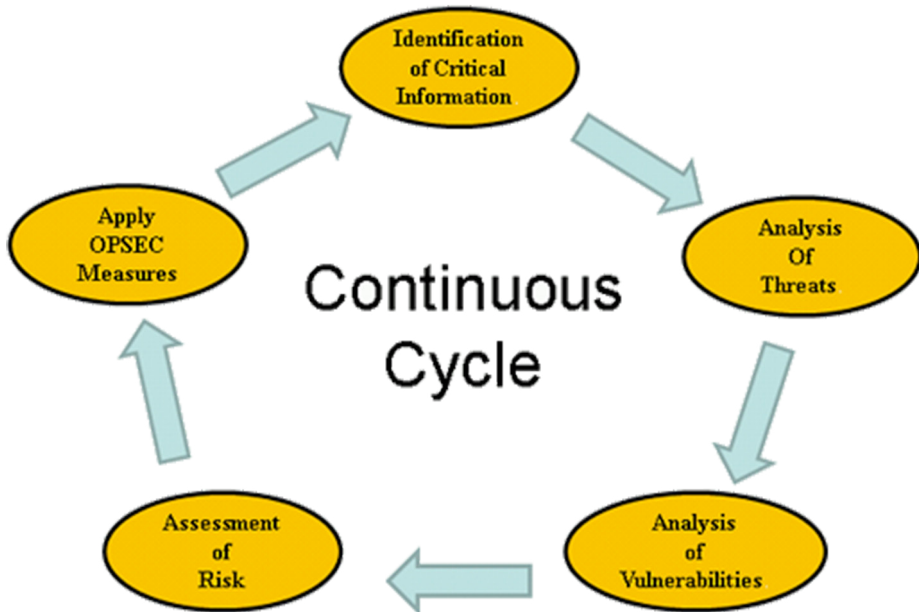 Identification
of Critical
Information
Apply
OPSEC
Measures
Analysis
Of
Threats
Continuous
Cycle
Assessment
of
Risk
Analysis
of
Vulnerabilities